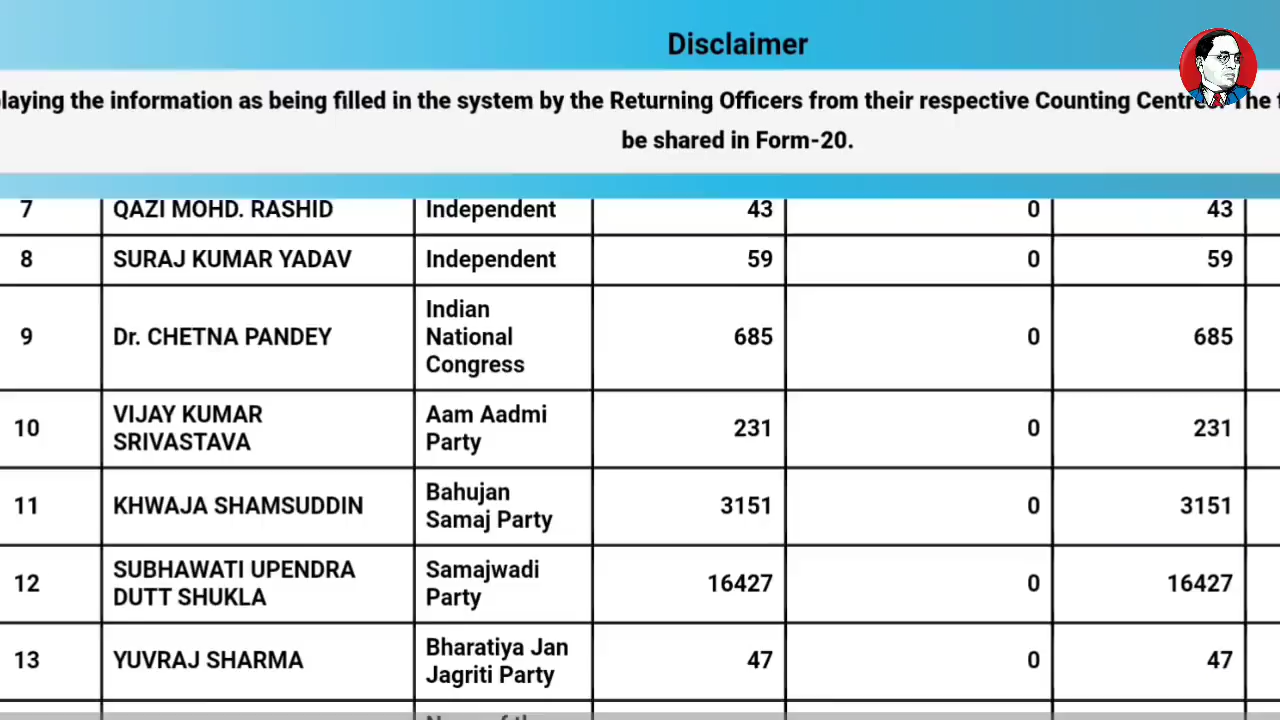 Disclaimer
laying the information as being filled in the system by the Returning Officers from their respective Counting
be shared in Form-20.
7 QAZI MOHD. RASHID Independent 43 0 43
8 SURAJ KUMAR YADAV Independent 59 0 59
Indian
9 Dr. CHETNA PANDEY National 685 0 685
Congress
VIJAY KUMAR Aam Aadmi
10 231 0 231
SRIVASTAVA Party
Bahujan
11 KHWAJA SHAMSUDDIN 3151 0 3151
Samaj Party
SUBHAWATI UPENDRA Samajwadi
12 16427 0 16427
DUTT SHUKLA Party
Bharatiya Jan
13 YUVRAJ SHARMA 47 0 47
Jagriti Party